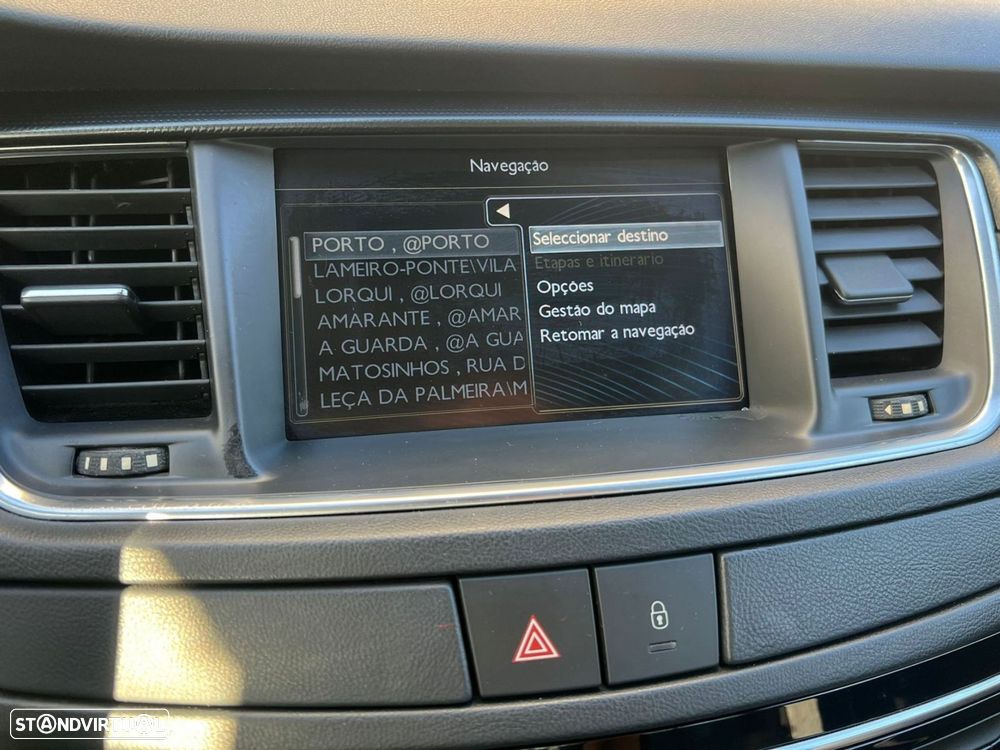 Navegação
PORTO , @PORTO
LAMEIRO-PONTE\VILA
LORQUI , @LORQUI
AMARANTE , @AMAR
A GUARDA , @A GUA
MATOSINHOS , RUA D
LEÇA DA PALMEIRA\M
Seleccionar destino
Etapas e itinerario
Opções
Gestão do mapa
Retomar a navegação
STANDVIRTUAL